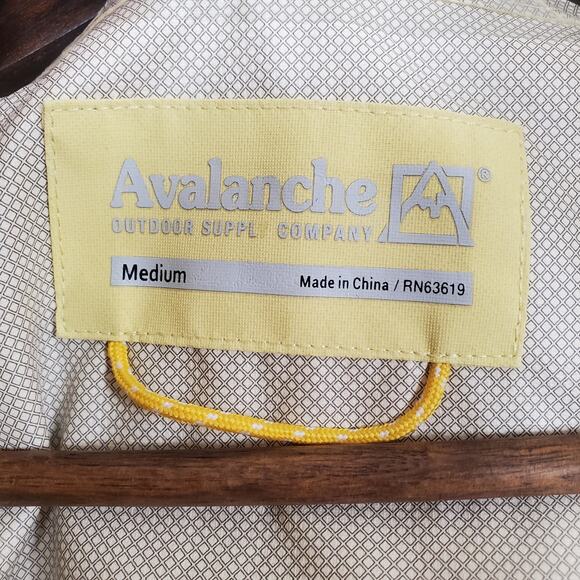 Avalanche ®
OUTDOOR SUPPL COMPANY
Medium Made in China / RN63619